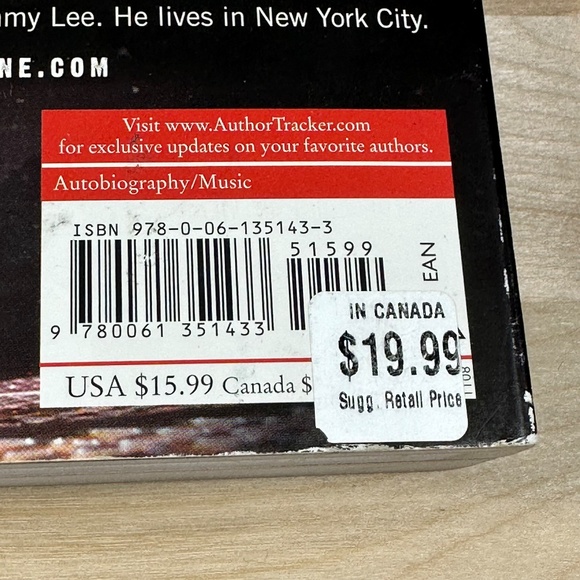 my Lee. He lives in New York City.
NE.COM
Visit www.AuthorTracker.com
for exclusive updates on your favorite authors.
Autobiography/Music
ISBN 978-0-06-135143-3
51599
EAN
9 780061 351433
USA $15.99 Canada $
IN CANADA
$19.99
Sugg. Retail Price
1108